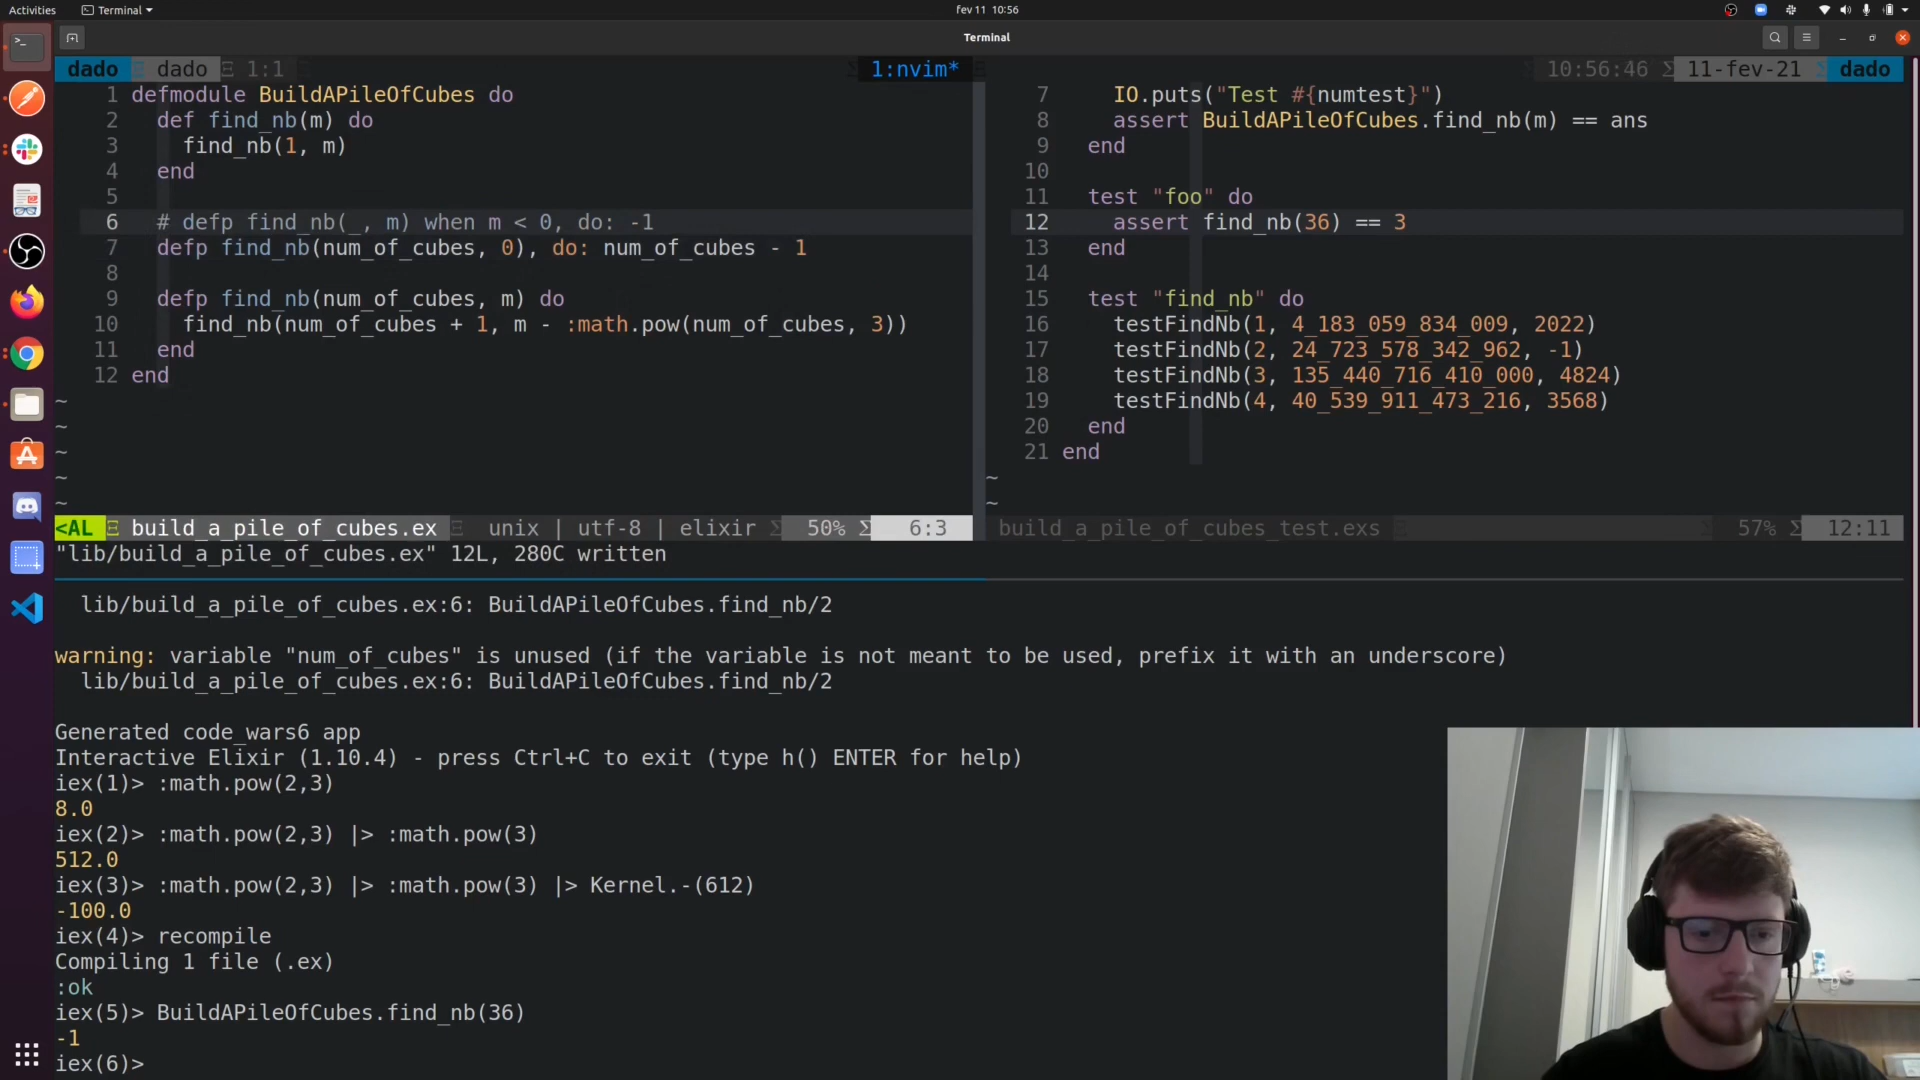 Activities
Terminal
fev 11 10:56
Terminal
dado dado 1:1 1:nvim* 10:56:46 11-fev-21 dado
1 defmodule BuildAPileOfCubes do
2 def find_nb(m) do
3 find_nb(1, m)
4 end
5
6 # defp find_nb(_, m) when m < 0, do: -1
7 defp find_nb(num_of_cubes, 0), do: num_of_cubes - 1
8
9 defp find_nb(num_of_cubes, m) do
10 find_nb(num_of_cubes + 1, m - :math.pow(num_of_cubes, 3))
11 end
12 end
~
~
~
~
~
<AL build_a_pile_of_cubes.ex unix | utf-8 | elixir 50% 6:3
"lib/build_a_pile_of_cubes.ex" 12L, 280C written
7 IO.puts("Test #{numtest}")
8 assert BuildAPileOfCubes.find_nb(m) == ans
9 end
10
11 test "foo" do
12 assert find_nb(36) == 3
13 end
14
15 test "find_nb" do
16 testFindNb(1, 4_183_059_834_009, 2022)
17 testFindNb(2, 24_723_578_342_962, -1)
18 testFindNb(3, 135_440_716_410_000, 4824)
19 testFindNb(4, 40_539_911_473_216, 3568)
20 end
21 end
~
~
build_a_pile_of_cubes_test.exs 57% 12:11
lib/build_a_pile_of_cubes.ex:6: BuildAPileOfCubes.find_nb/2
warning: variable "num_of_cubes" is unused (if the variable is not meant to be used, prefix it with an underscore)
lib/build_a_pile_of_cubes.ex:6: BuildAPileOfCubes.find_nb/2
Generated code_wars6 app
Interactive Elixir (1.10.4) - press Ctrl+C to exit (type h() ENTER for help)
iex(1)> :math.pow(2,3)
8.0
iex(2)> :math.pow(2,3) |> :math.pow(3)
512.0
iex(3)> :math.pow(2,3) |> :math.pow(3) |> Kernel.-(612)
-100.0
iex(4)> recompile
Compiling 1 file (.ex)
:ok
iex(5)> BuildAPileOfCubes.find_nb(36)
-1
iex(6)>